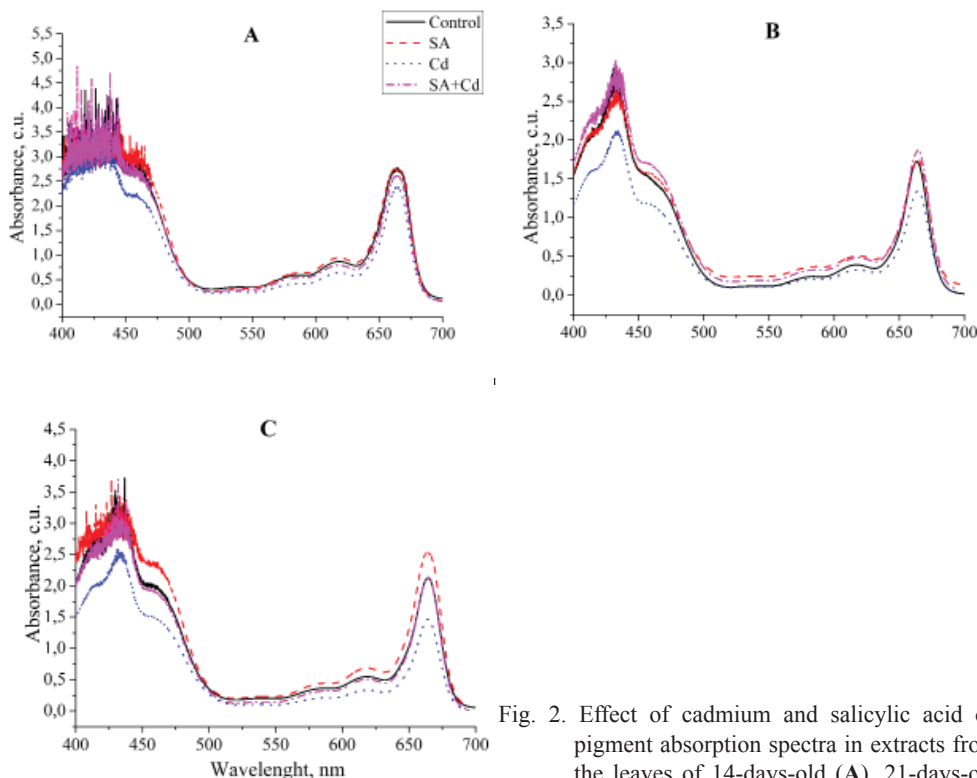 A
Control
SA
Cd
SA+Cd
Absorbance, c.u.
5,5
5,0
4,5
4,0
3,5
3,0
2,5
2,0
1,5
1,0
0,5
0,0
400 450 500 550 600 650 700
B
Absorbance, c.u.
3,5
3,0
2,5
2,0
1,5
1,0
0,5
0,0
400 450 500 550 600 650 700
C
Absorbance, c.u.
4,5
4,0
3,5
3,0
2,5
2,0
1,5
1,0
0,5
0,0
400 450 500 550 600 650 700
Wavelenght, nm
Fig. 2. Effect of cadmium and salicylic acid
pigment absorption spectra in extracts
the leaves of 14-days-old (A), 21-days-